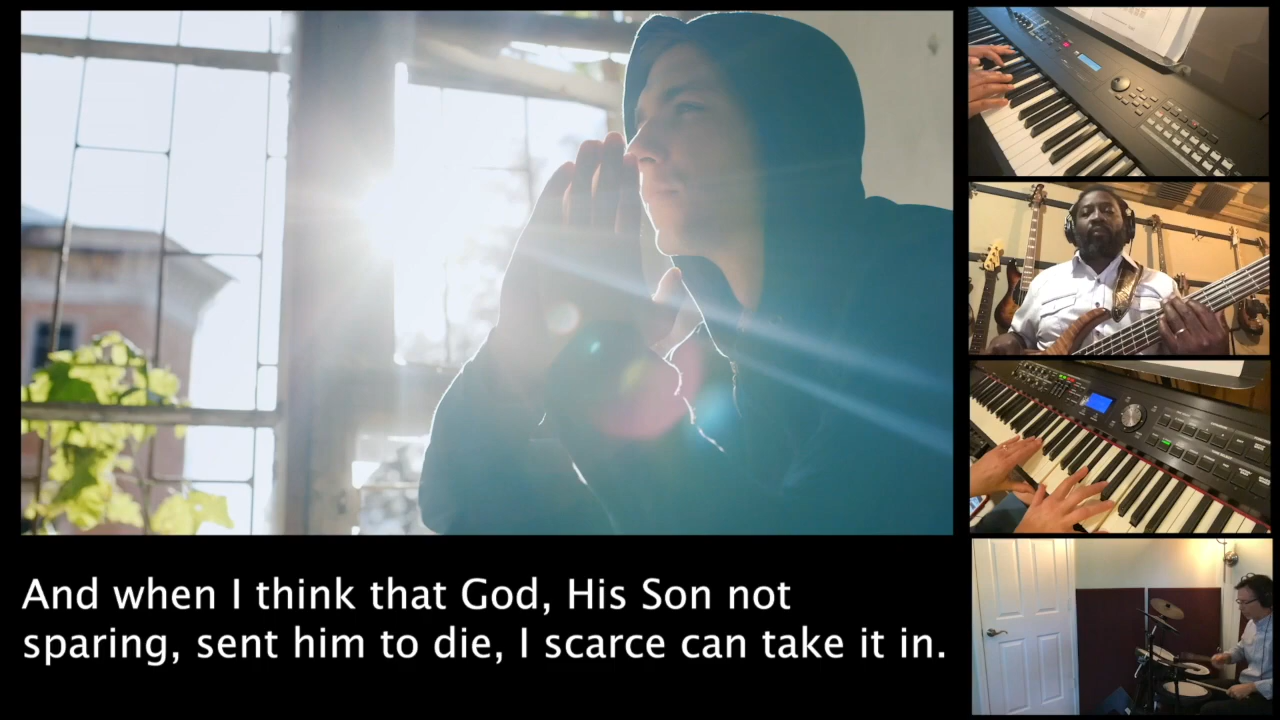 And when I think that God, His Son not
sparing, sent him to die, I scarce can take it in.